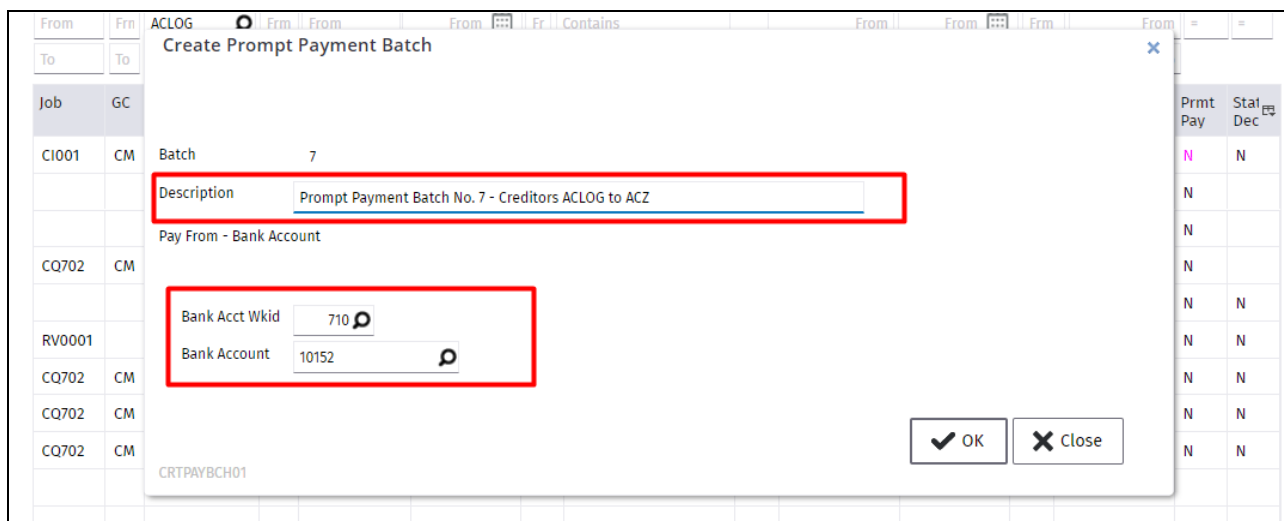 From Frn ACLOG Frm From From Fr Contains From From Frm From = =
Create Prompt Payment Batch
To To
Job GC Prmt Pay Stat Dec
CI001 CM Batch 7 N N
Description Prompt Payment Batch No. 7 - Creditors ACLOG to ACZ N
Pay From - Bank Account N
CQ702 CM N
Bank Acct Wkid 710 N N
RV0001 N N
Bank Account 10152
CQ702 CM N N
CQ702 CM N N
OK Close
CQ702 CM N N
CRTPAYBCH01